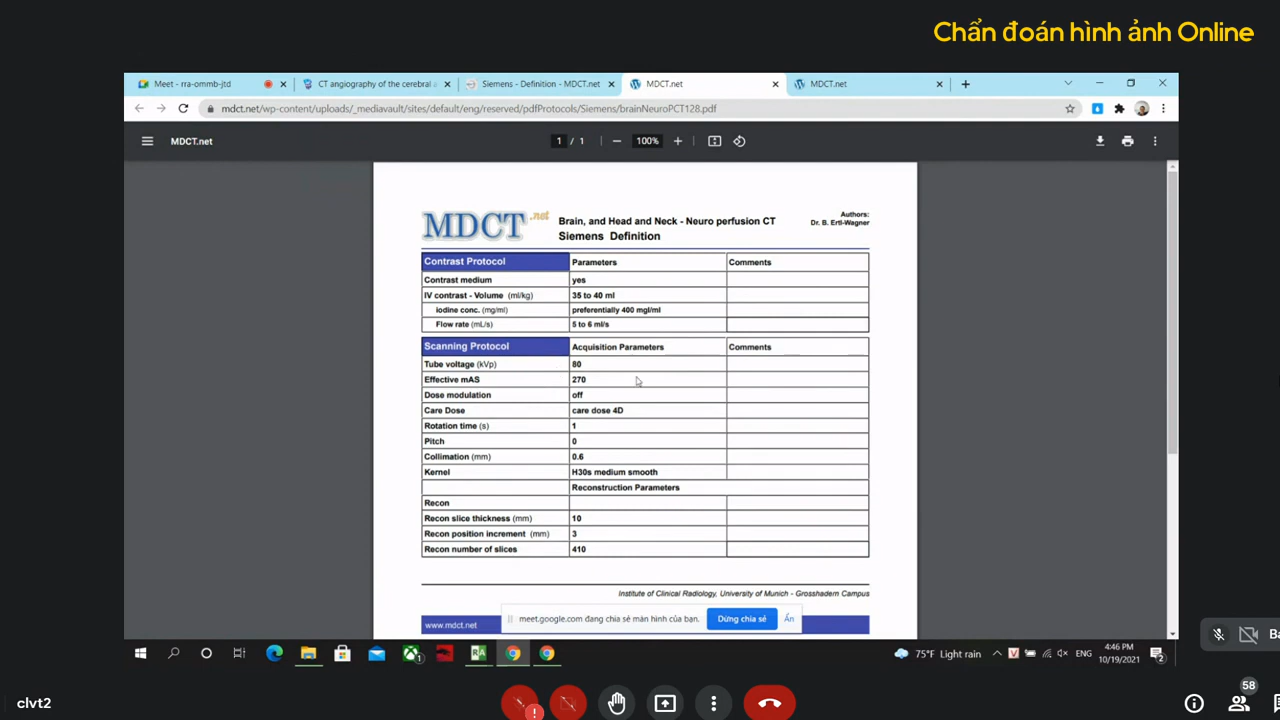 Chẩn đoán hình ảnh Online
Meet - rra-ommb-jtd
CT angiography of the cerebral a
Siemens - Definition - MDCT.net
MDCT.net
MDCT.net
mdct.net/wp-content/uploads/_mediavault/sites/default/eng/reserved/pdfProtocols/Siemens/brainNeuroPCT128.pdf
MDCT.net
1 / 1
100%
MDCT.net
Brain, and Head and Neck - Neuro perfusion CT
Siemens Definition
Authors:
Dr. B. Ertl-Wagner
Contrast Protocol Parameters Comments
Contrast medium yes
IV contrast - Volume (ml/kg) 35 to 40 ml
iodine conc. (mg/ml) preferentially 400 mgI/ml
Flow rate (mL/s) 5 to 6 ml/s
Scanning Protocol Acquisition Parameters Comments
Tube voltage (kVp) 80
Effective mAS 270
Dose modulation off
Care Dose care dose 4D
Rotation time (s) 1
Pitch 0
Collimation (mm) 0.6
Kernel H30s medium smooth
Reconstruction Parameters
Recon
Recon slice thickness (mm) 10
Recon position increment (mm) 3
Recon number of slices 410
Institute of Clinical Radiology, University of Munich - Grosshadern Campus
www.mdct.net
meet.google.com đang chia sẻ màn hình của bạn.
Dừng chia sẻ
Ẩn
75°F Light rain
ENG
4:46 PM
10/19/2021
2
1
RA
V
Ba
clvt2
58